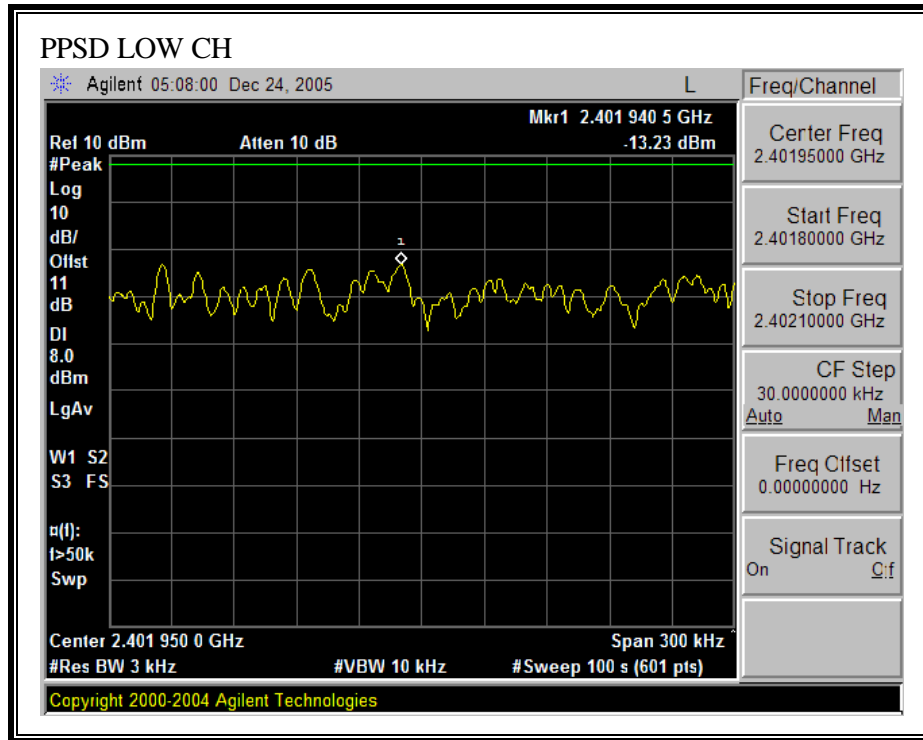 PPSD LOW CH
Agilent 05:08:00 Dec 24, 2005 L
Mkr1 2.401 940 5 GHz
Ref 10 dBm Atten 10 dB -13.23 dBm
#Peak
Log
10
dB/
Offst
11
dB
DI
8.0
dBm
LgAv
W1 S2
S3 FS
¤(f):
f>50k
Swp
1
Center 2.401 950 0 GHz Span 300 kHz
#Res BW 3 kHz #VBW 10 kHz #Sweep 100 s (601 pts)
Copyright 2000-2004 Agilent Technologies
Freq/Channel
Center Freq
2.40195000 GHz
Start Freq
2.40180000 GHz
Stop Freq
2.40210000 GHz
CF Step
30.0000000 kHz
Auto Man
Freq Offset
0.00000000 Hz
Signal Track
On Off